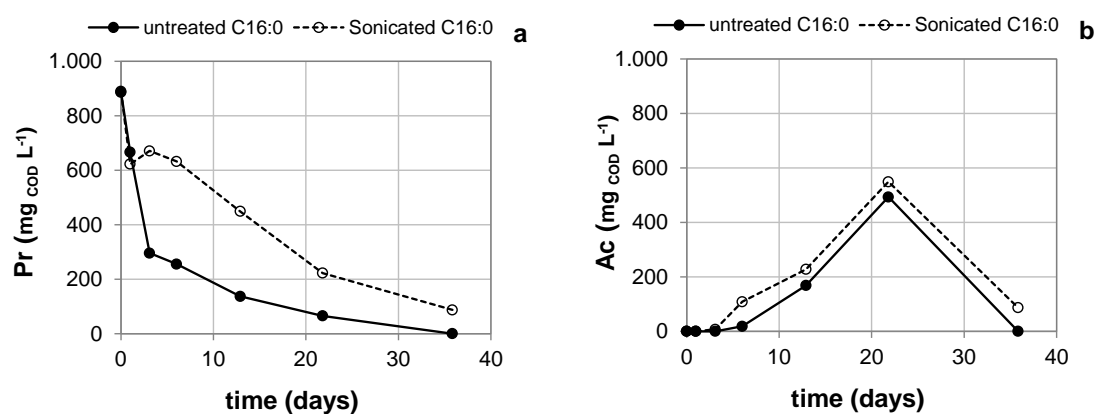 untreated C16:0 Sonicated C16:0 a
1.000
800
600
400
200
0
Pr (mg COD L-1)
0 10 20 30 40
time (days)
untreated C16:0 Sonicated C16:0 b
1.000
800
600
400
200
0
Ac (mg COD L-1)
0 10 20 30 40
time (days)